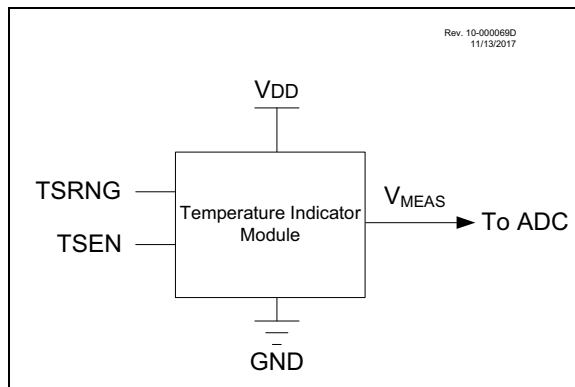 Rev. 10-000069D
11/13/2017
VDD
TSRNG
TSEN
Temperature Indicator
Module
VMEAS
To ADC
GND